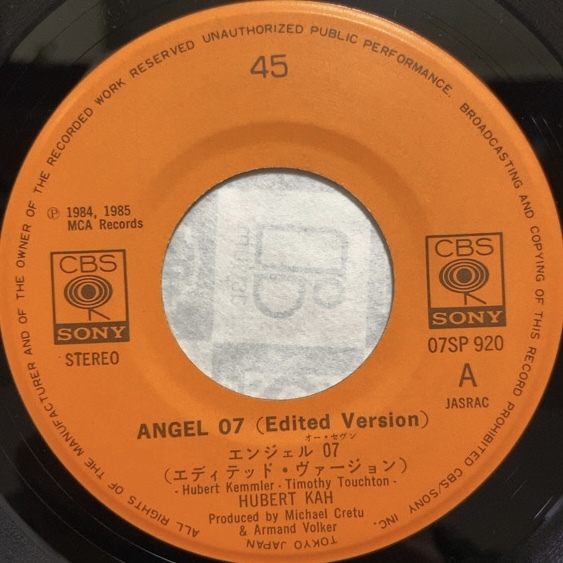 ALL RIGHTS OF THE MANUFACTURER AND OF THE OWNER OF THE RECORDED WORK RESERVED UNAUTHORIZED PUBLIC PERFORMANCE. BROADCASTING AND COPYING OF THIS RECORD PROHIBITED CBS/SONY INC. TOKYO JAPAN
45
℗ 1984, 1985
MCA Records
CBS
SONY
STEREO
CBS
SONY
07SP 920
A
JASRAC
ANGEL 07 (Edited Version)
オー・セヴン
エンジェル 07
(エディテッド・ヴァージョン)
- Hubert Kemmler - Timothy Touchton -
HUBERT KAH
Produced by Michael Cretu
& Armand Volker